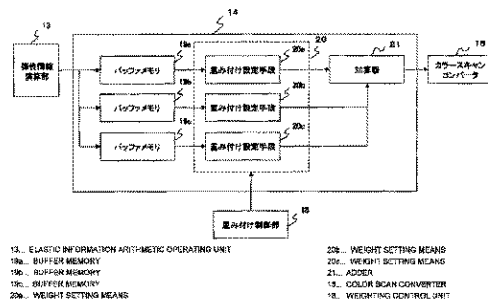 14
13
弾性情報
演算部
19a
バッファメモリ
19b
バッファメモリ
19c
バッファメモリ
20
20a
重み付け設定手段
20b
重み付け設定手段
20c
重み付け設定手段
21
加算器
カラースキャン
コンバータ
重み付け制御部
13... ELASTIC INFORMATION ARITHMETIC OPERATING UNIT
19a... BUFFER MEMORY
19b... BUFFER MEMORY
19c... BUFFER MEMORY
20a... WEIGHT SETTING MEANS
20b... WEIGHT SETTING MEANS
20c... WEIGHT SETTING MEANS
21... ADDER
COLOR SCAN CONVERTER
WEIGHTING CONTROL UNIT